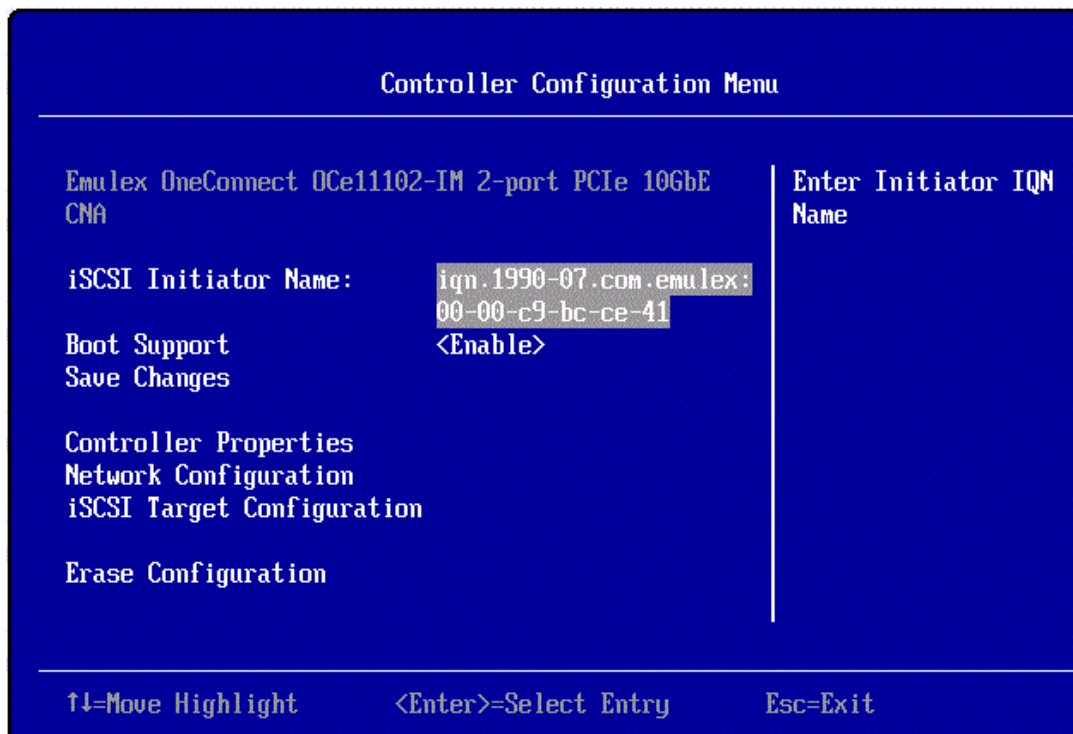 Controller Configuration Menu
Emulex OneConnect OCe11102-IM 2-port PCIe 10GbE
CNA
Enter Initiator IQN
Name
iSCSI Initiator Name: iqn.1990-07.com.emulex:
00-00-c9-bc-ce-41
Boot Support <Enable>
Save Changes
Controller Properties
Network Configuration
iSCSI Target Configuration
Erase Configuration
↑↓=Move Highlight <Enter>=Select Entry Esc=Exit